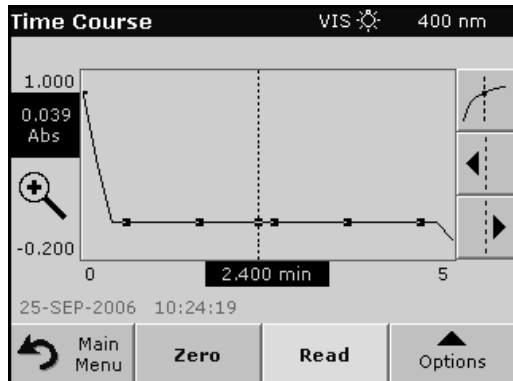 Time Course VIS 400 nm
1.000
0.039
Abs
-0.200
0 2.400 min 5
25-SEP-2006 10:24:19
Main
Menu
Zero Read Options